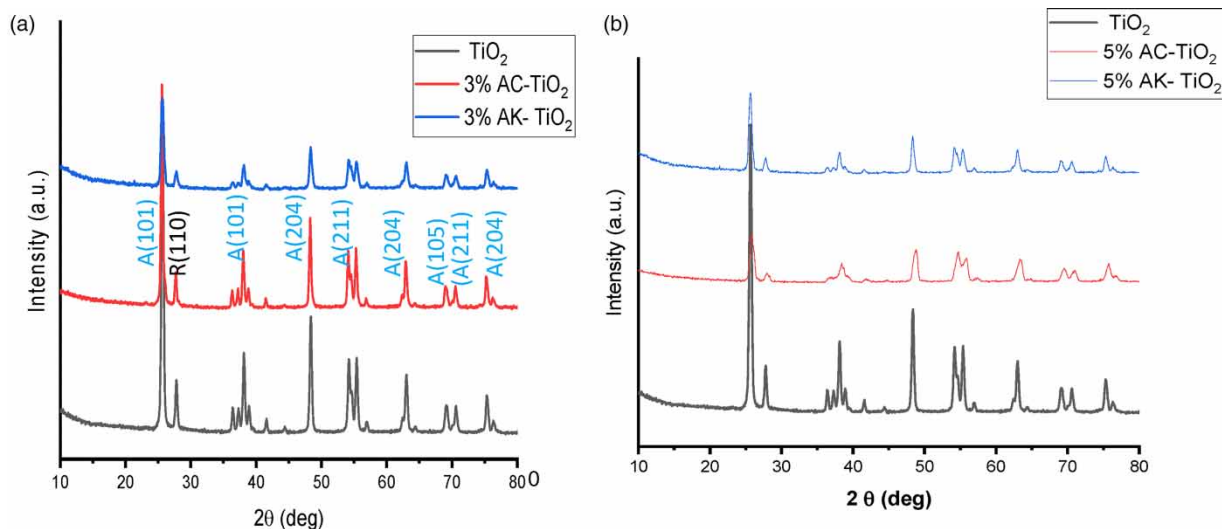 (a)
TiO2
3% AC-TiO2
3% AK- TiO2
Intensity (a.u.)
A(101)
R(110)
A(101)
A(204)
A(211)
A(204)
A(105)
(A(211)
A(204)
10 20 30 40 50 60 70 80 0
2θ (deg)
(b)
TiO2
5% AC-TiO2
5% AK- TiO2
Intensity (a.u.)
10 20 30 40 50 60 70 80
2 θ (deg)